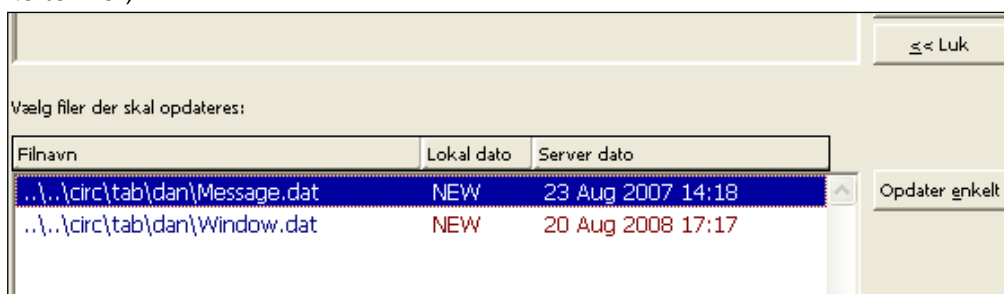 << Luk
Vælg filer der skal opdateres:
Filnavn Lokal dato Server dato
..\..\circ\tab\dan\Message.dat NEW 23 Aug 2007 14:18
Opdater enkelt
..\..\circ\tab\dan\Window.dat NEW 20 Aug 2008 17:17